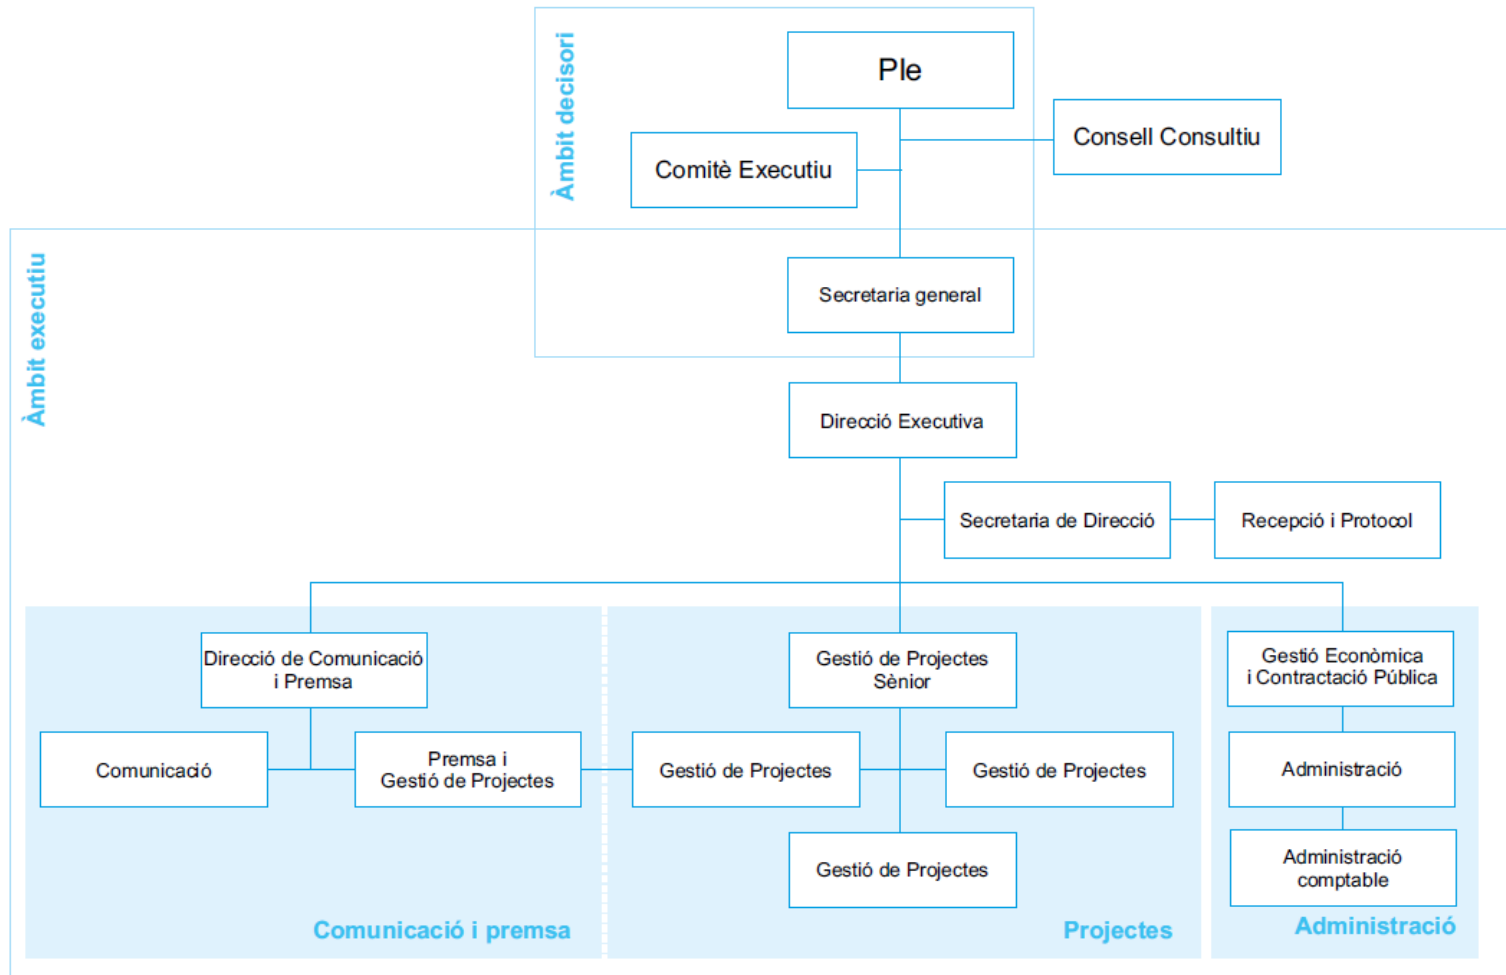 Àmbit decisori
Ple
Consell Consultiu
Comitè Executiu
Àmbit executiu
Secretaria general
Direcció Executiva
Secretaria de Direcció
Recepció i Protocol
Direcció de Comunicació
i Premsa
Gestió de Projectes
Sènior
Gestió Econòmica
i Contractació Pública
Comunicació
Premsa i
Gestió de Projectes
Gestió de Projectes
Gestió de Projectes
Administració
Gestió de Projectes
Administració
comptable
Comunicació i premsa
Projectes
Administració